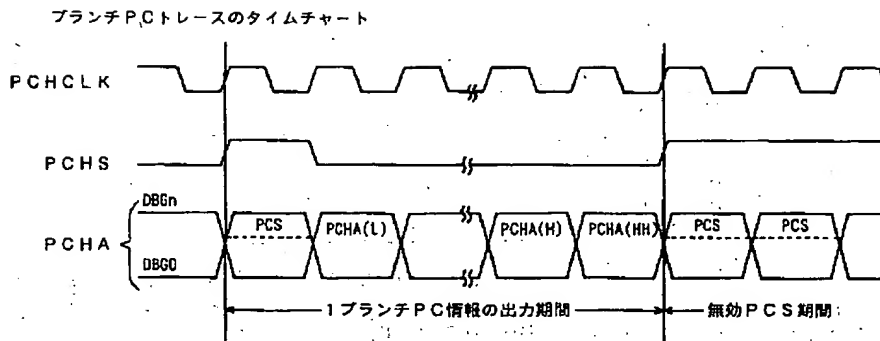 ブランチPCトレースのタイムチャート
PCHCLK
PCHS
PCHA
DBGn
DBG0
PCS
PCHA(L)
PCHA(H)
PCHA(HH)
PCS
PCS
1ブランチPC情報の出力期間
無効PCS期間